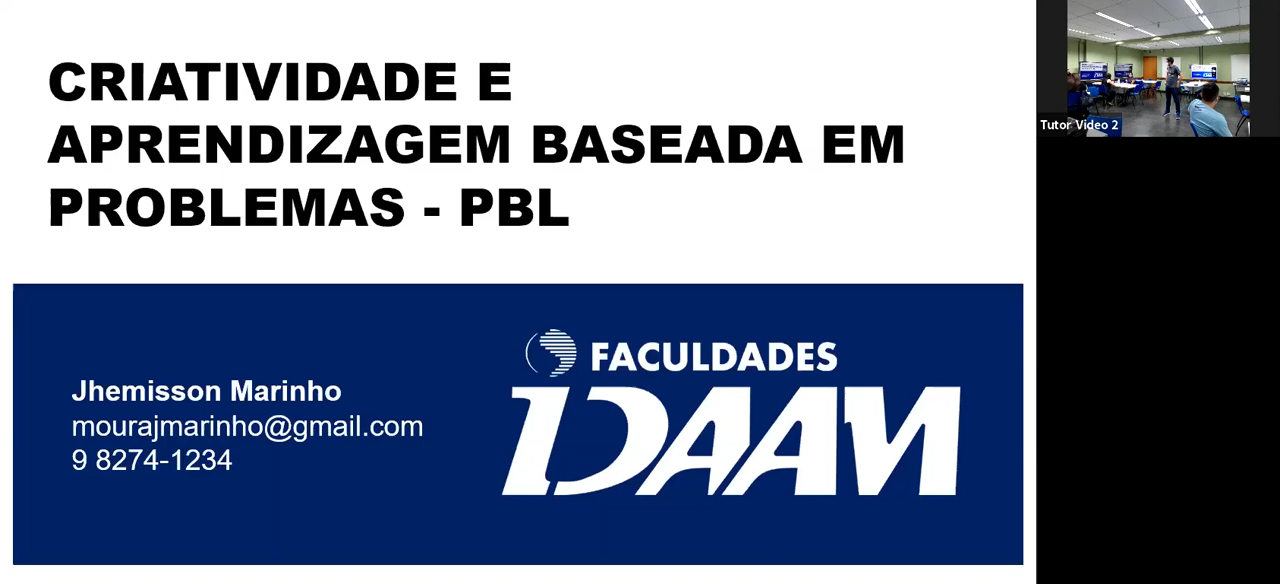 CRIATIVIDADE E
APRENDIZAGEM BASEADA EM
PROBLEMAS - PBL
Jhemisson Marinho
mourajmarinho@gmail.com
9 8274-1234
FACULDADES
IDAAM
Tutor Video 2
IDAAM